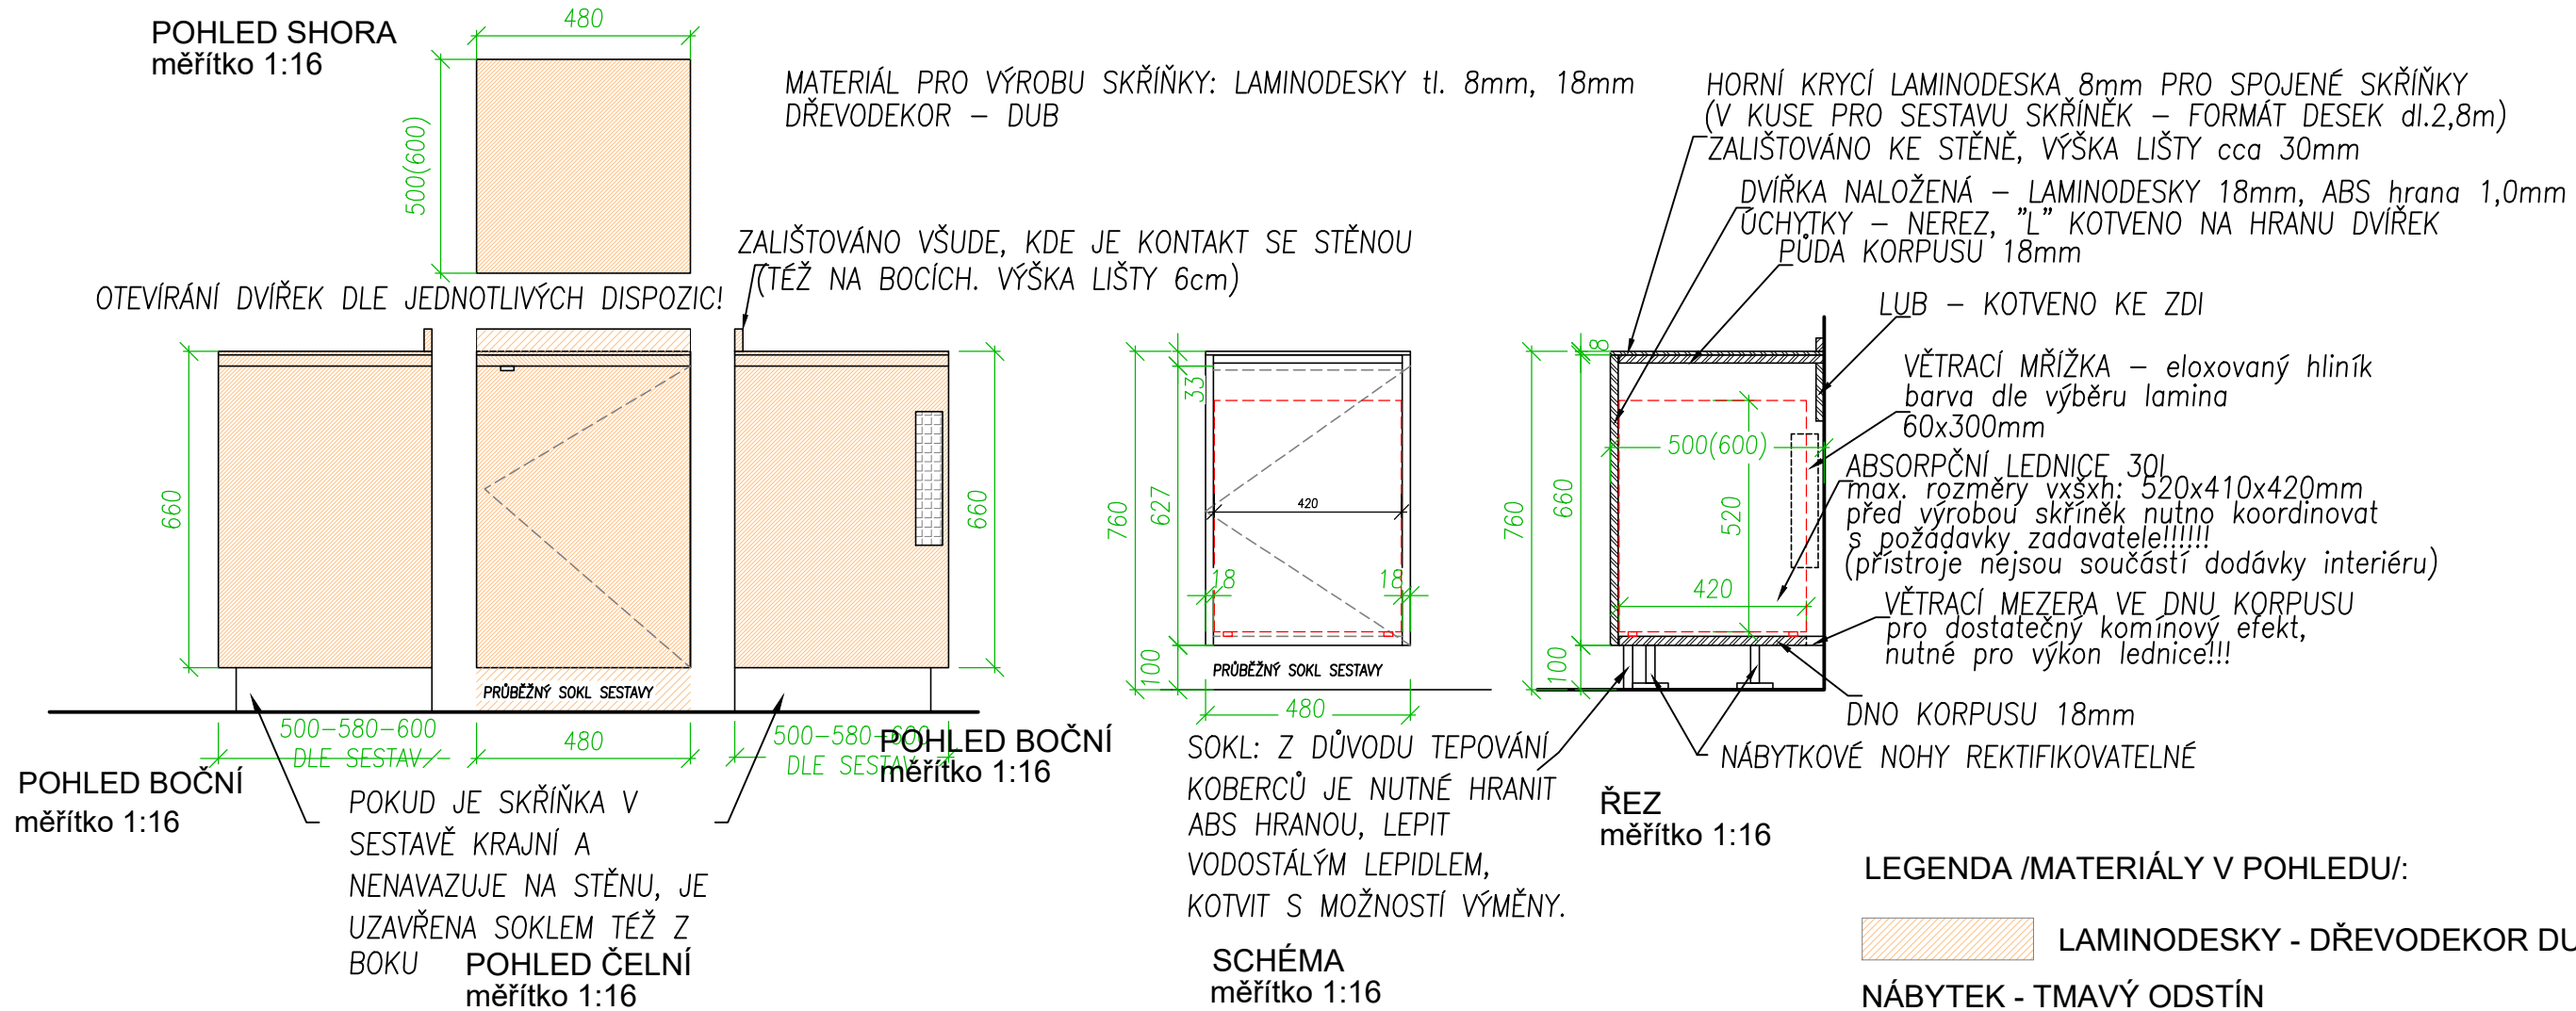 POHLED SHORA
měřítko 1:16
480
500(600)
MATERIÁL PRO VÝROBU SKŘÍŇKY: LAMINODESKY tl. 8mm, 18mm
DŘEVODEKOR – DUB
HORNÍ KRYCÍ LAMINODESKA 8mm PRO SPOJENÉ SKŘÍŇKY
(V KUSE PRO SESTAVU SKŘÍNĚK – FORMÁT DESEK dl.2,8m)
ZALIŠTOVÁNO KE STĚNĚ, VÝŠKA LIŠTY cca 30mm
DVÍŘKA NALOŽENÁ – LAMINODESKY 18mm, ABS hrana 1,0mm
ÚCHYTKY – NEREZ, "L" KOTVENO NA HRANU DVÍŘEK
PŮDA KORPUSU 18mm
ZALIŠTOVÁNO VŠUDE, KDE JE KONTAKT SE STĚNOU
(TÉŽ NA BOCÍCH. VÝŠKA LIŠTY 6cm)
OTEVÍRÁNÍ DVÍŘEK DLE JEDNOTLIVÝCH DISPOZIC!
LUB – KOTVENO KE ZDI
VĚTRACÍ MŘÍŽKA – eloxovaný hliník
barva dle výběru lamina
60x300mm
ABSORPČNÍ LEDNICE 30l
max. rozměry vxšxh: 520x410x420mm
před výrobou skříněk nutno koordinovat
s požadavky zadavatele!!!!!!
(přístroje nejsou součástí dodávky interiéru)
VĚTRACÍ MEZERA VE DNU KORPUSU
pro dostatečný komínový efekt,
nutné pro výkon lednice!!!
DNO KORPUSU 18mm
NÁBYTKOVÉ NOHY REKTIFIKOVATELNÉ
660
660
PRŮBĚŽNÝ SOKL SESTAVY
500–580–600
DLE SESTAV
480
500–580–600
DLE SESTAV
760
33
627
100
420
18
18
PRŮBĚŽNÝ SOKL SESTAVY
480
760
8
660
100
500(600)
520
420
POHLED BOČNÍ
měřítko 1:16
POHLED BOČNÍ
měřítko 1:16
POKUD JE SKŘÍŇKA V
SESTAVĚ KRAJNÍ A
NENAVAZUJE NA STĚNU, JE
UZAVŘENA SOKLEM TÉŽ Z
BOKU
POHLED ČELNÍ
měřítko 1:16
SOKL: Z DŮVODU TEPOVÁNÍ
KOBERCŮ JE NUTNÉ HRANIT
ABS HRANOU, LEPIT
VODOSTÁLÝM LEPIDLEM,
KOTVIT S MOŽNOSTÍ VÝMĚNY.
SCHÉMA
měřítko 1:16
ŘEZ
měřítko 1:16
LEGENDA /MATERIÁLY V POHLEDU/:
LAMINODESKY - DŘEVODEKOR DU
NÁBYTEK - TMAVÝ ODSTÍN